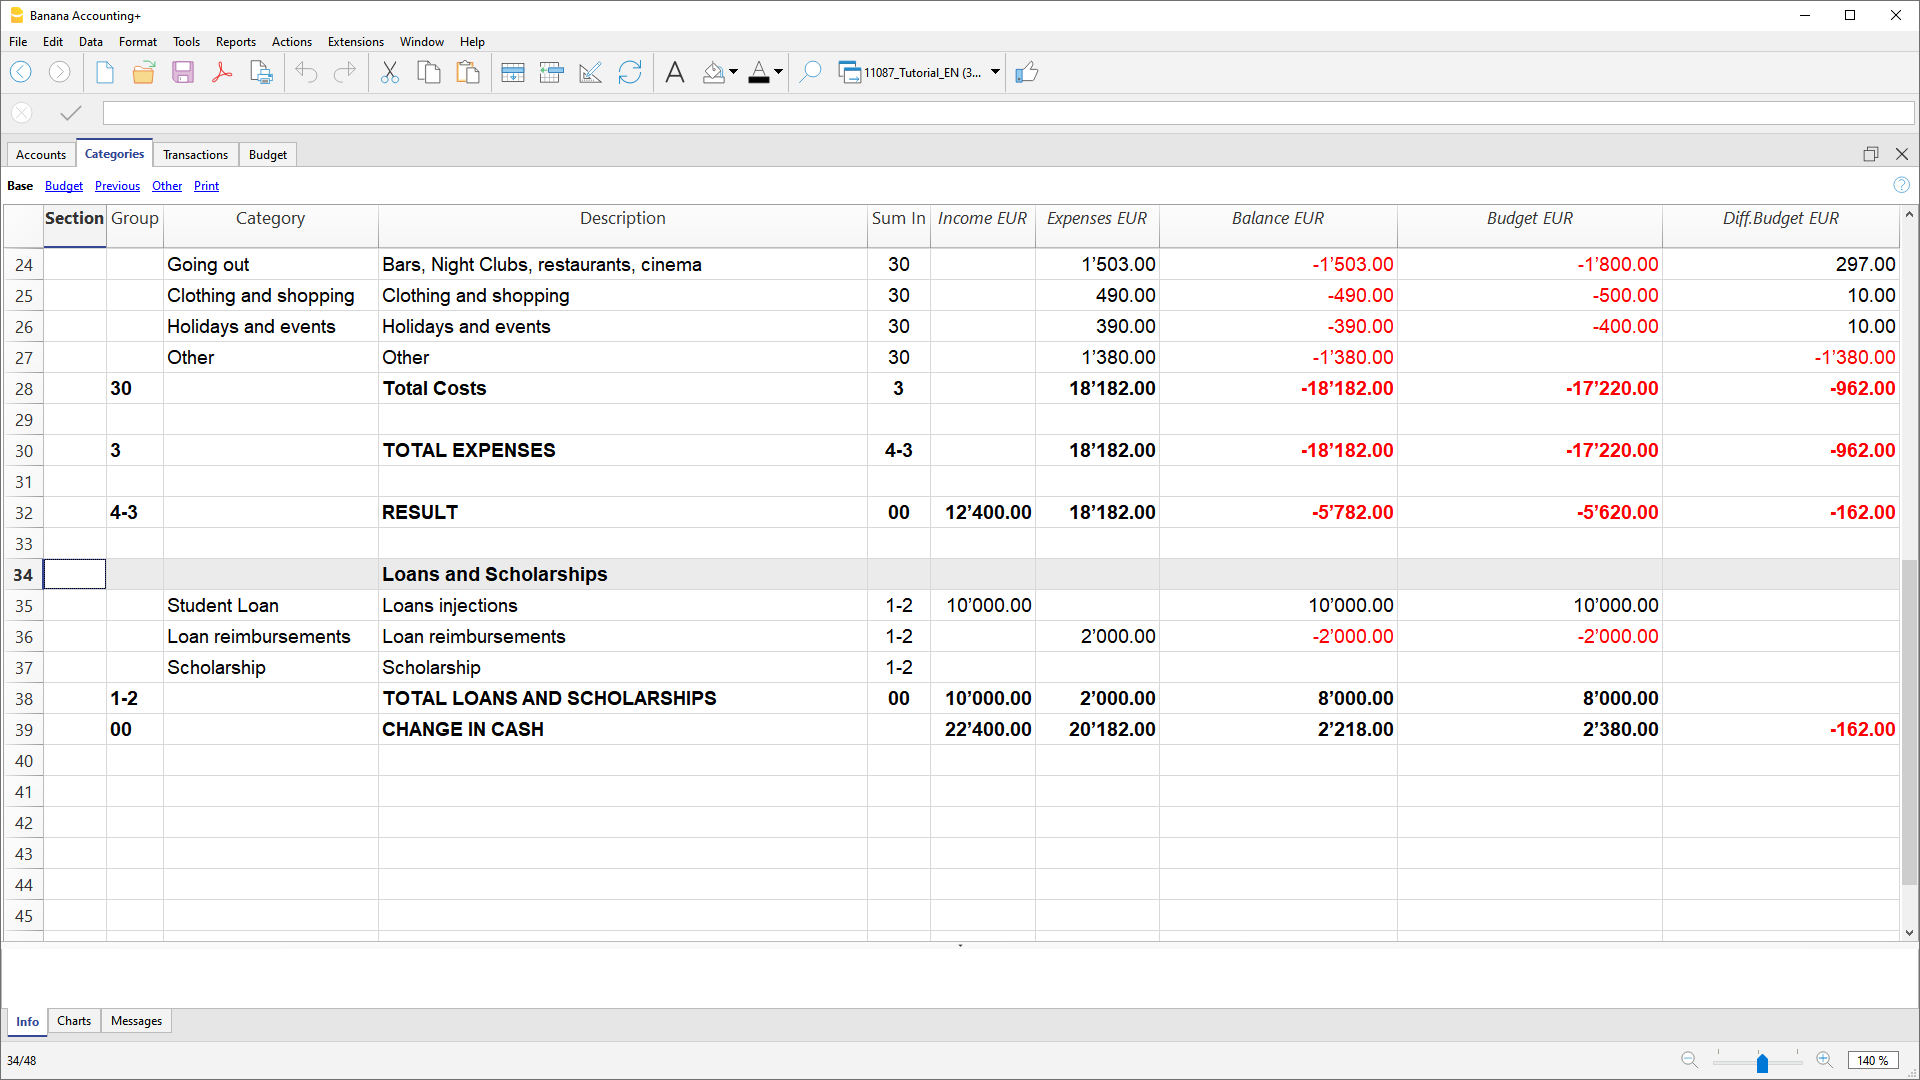 Banana Accounting+
File Edit Data Format Tools Reports Actions Extensions Window Help
11087_Tutorial_EN (3...
Accounts Categories Transactions Budget
Base Budget Previous Other Print
Section Group Category Description Sum In Income EUR Expenses EUR Balance EUR Budget EUR Diff.Budget EUR
24 Going out Bars, Night Clubs, restaurants, cinema 30 1’503.00 -1’503.00 -1’800.00 297.00
25 Clothing and shopping Clothing and shopping 30 490.00 -490.00 -500.00 10.00
26 Holidays and events Holidays and events 30 390.00 -390.00 -400.00 10.00
27 Other Other 30 1’380.00 -1’380.00 -1’380.00
28 30 Total Costs 3 18’182.00 -18’182.00 -17’220.00 -962.00
29
30 3 TOTAL EXPENSES 4-3 18’182.00 -18’182.00 -17’220.00 -962.00
31
32 4-3 RESULT 00 12’400.00 18’182.00 -5’782.00 -5’620.00 -162.00
33
34 Loans and Scholarships
35 Student Loan Loans injections 1-2 10’000.00 10’000.00 10’000.00
36 Loan reimbursements Loan reimbursements 1-2 2’000.00 -2’000.00 -2’000.00
37 Scholarship Scholarship 1-2
38 1-2 TOTAL LOANS AND SCHOLARSHIPS 00 10’000.00 2’000.00 8’000.00 8’000.00
39 00 CHANGE IN CASH 22’400.00 20’182.00 2’218.00 2’380.00 -162.00
40
41
42
43
44
45
Info Charts Messages
34/48
140 %